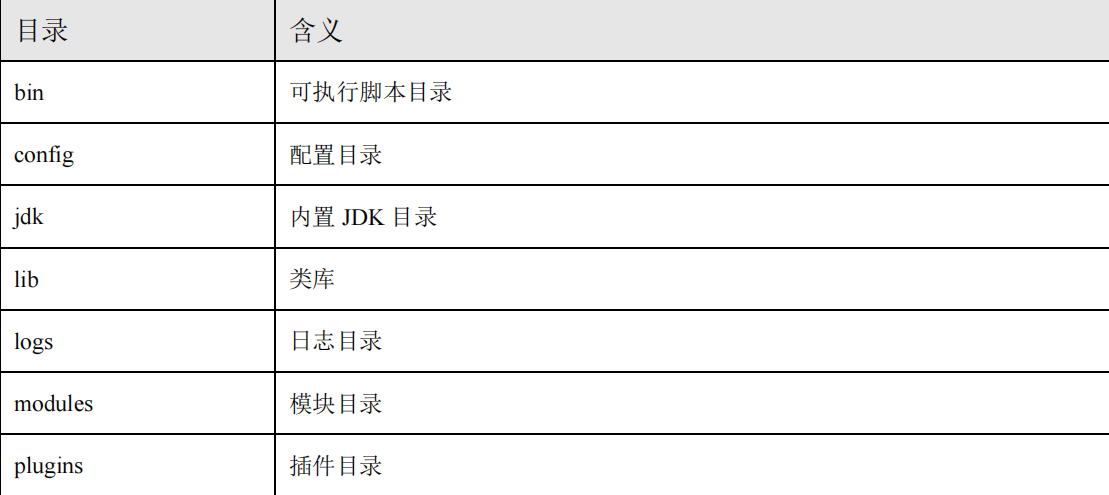 目录 含义
bin 可执行脚本目录
config 配置目录
jdk 内置 JDK 目录
lib 类库
logs 日志目录
modules 模块目录
plugins 插件目录